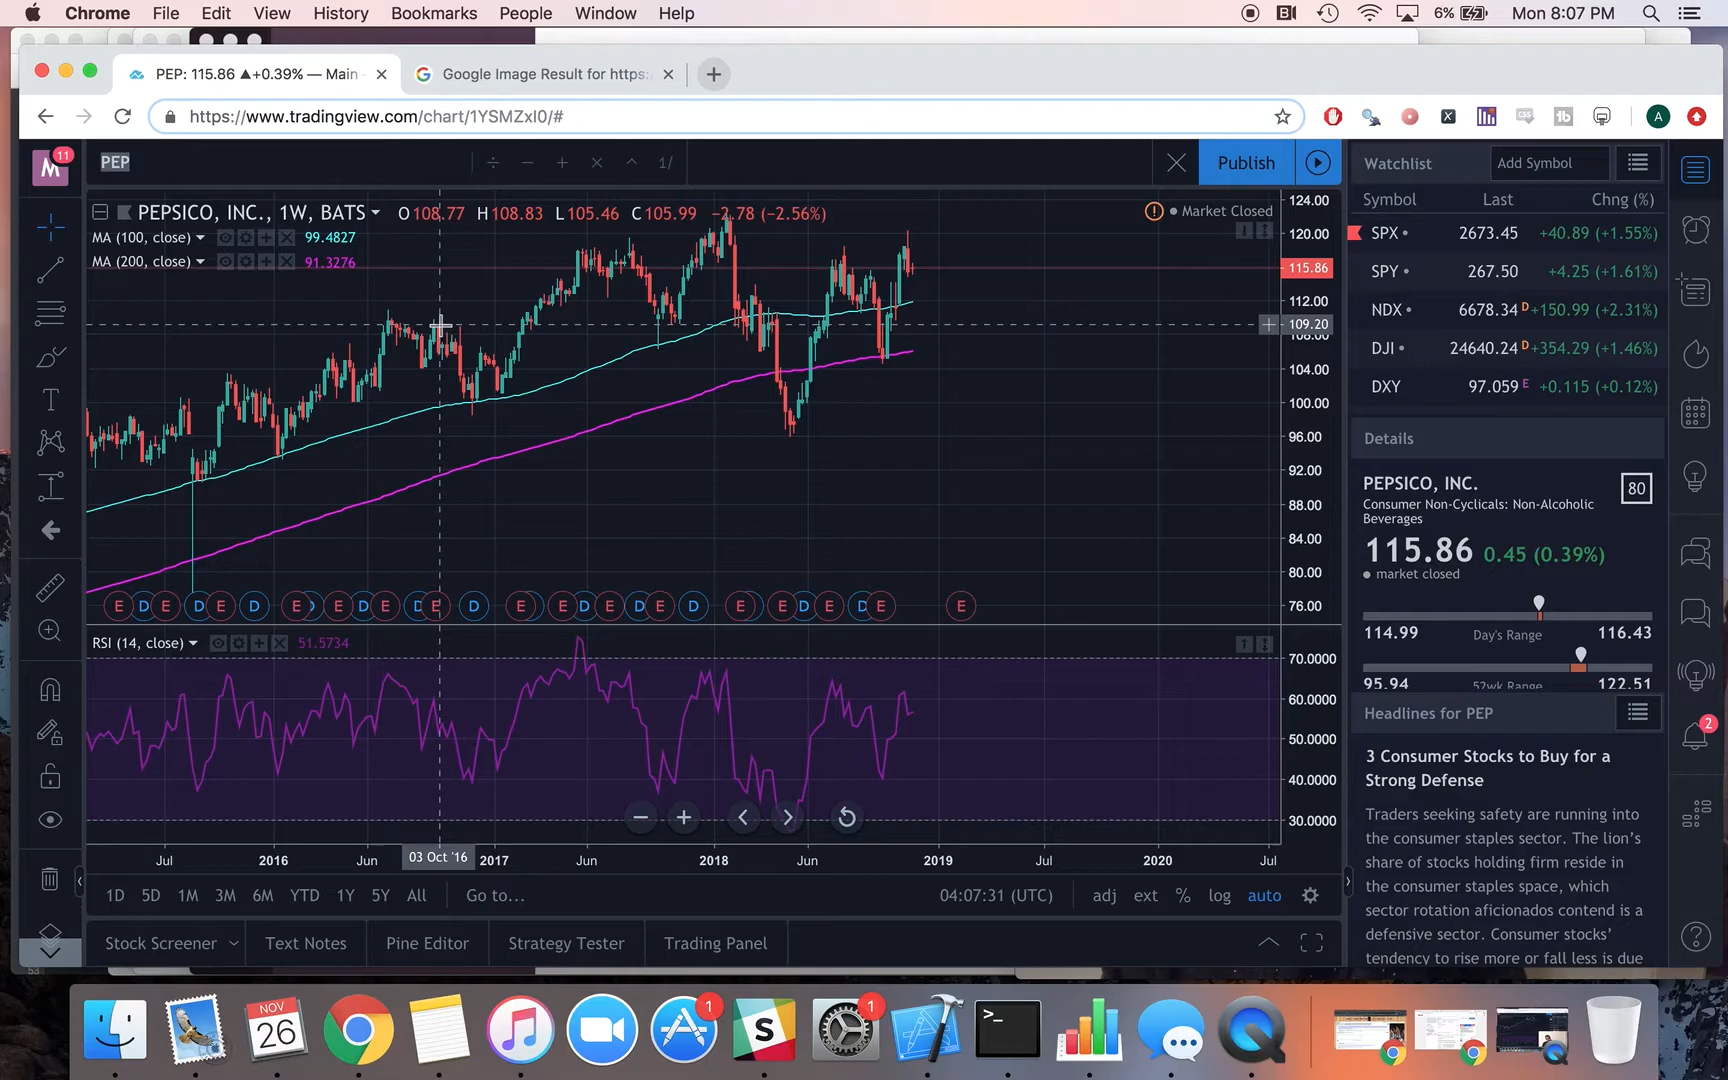 Chrome File Edit View History Bookmarks People Window Help 6% Mon 8:07 PM
PEP: 115.86 ▲+0.39% — Main
Google Image Result for https:
https://www.tradingview.com/chart/1YSMZxI0/#
A
M 11
PEP
1/
Publish
Watchlist
Add Symbol
PEPSICO, INC., 1W, BATS O108.77 H108.83 L105.46 C105.99 −2.78 (−2.56%)
Market Closed
MA (100, close) 99.4827
MA (200, close) 91.3276
Symbol Last Chng (%)
SPX 2673.45 +40.89 (+1.55%)
SPY 267.50 +4.25 (+1.61%)
NDX 6678.34 D +150.99 (+2.31%)
DJI 24640.24 D +354.29 (+1.46%)
DXY 97.059 E +0.115 (+0.12%)
124.00
120.00
115.86
112.00
109.20
108.00
104.00
100.00
96.00
92.00
88.00
84.00
80.00
76.00
Details
PEPSICO, INC.
80
Consumer Non-Cyclicals: Non-Alcoholic
Beverages
115.86 0.45 (0.39%)
market closed
114.99 Day's Range 116.43
95.94 52wk Range 122.51
E D E D E D E D E D E D E D E E D E D E D E D E D E E
RSI (14, close) 51.5734
70.0000
60.0000
50.0000
40.0000
30.0000
Headlines for PEP
3 Consumer Stocks to Buy for a
Strong Defense
Traders seeking safety are running into
the consumer staples sector. The lion's
share of stocks holding firm reside in
the consumer staples space, which
sector rotation aficionados contend is a
defensive sector. Consumer stocks'
tendency to rise more or fall less is due
2
Jul 2016 Jun 03 Oct '16 2017 Jun 2018 Jun 2019 Jul 2020 Jul
1D 5D 1M 3M 6M YTD 1Y 5Y All Go to... 04:07:31 (UTC) adj ext % log auto
Stock Screener Text Notes Pine Editor Strategy Tester Trading Panel
NOV
26
1
S
1